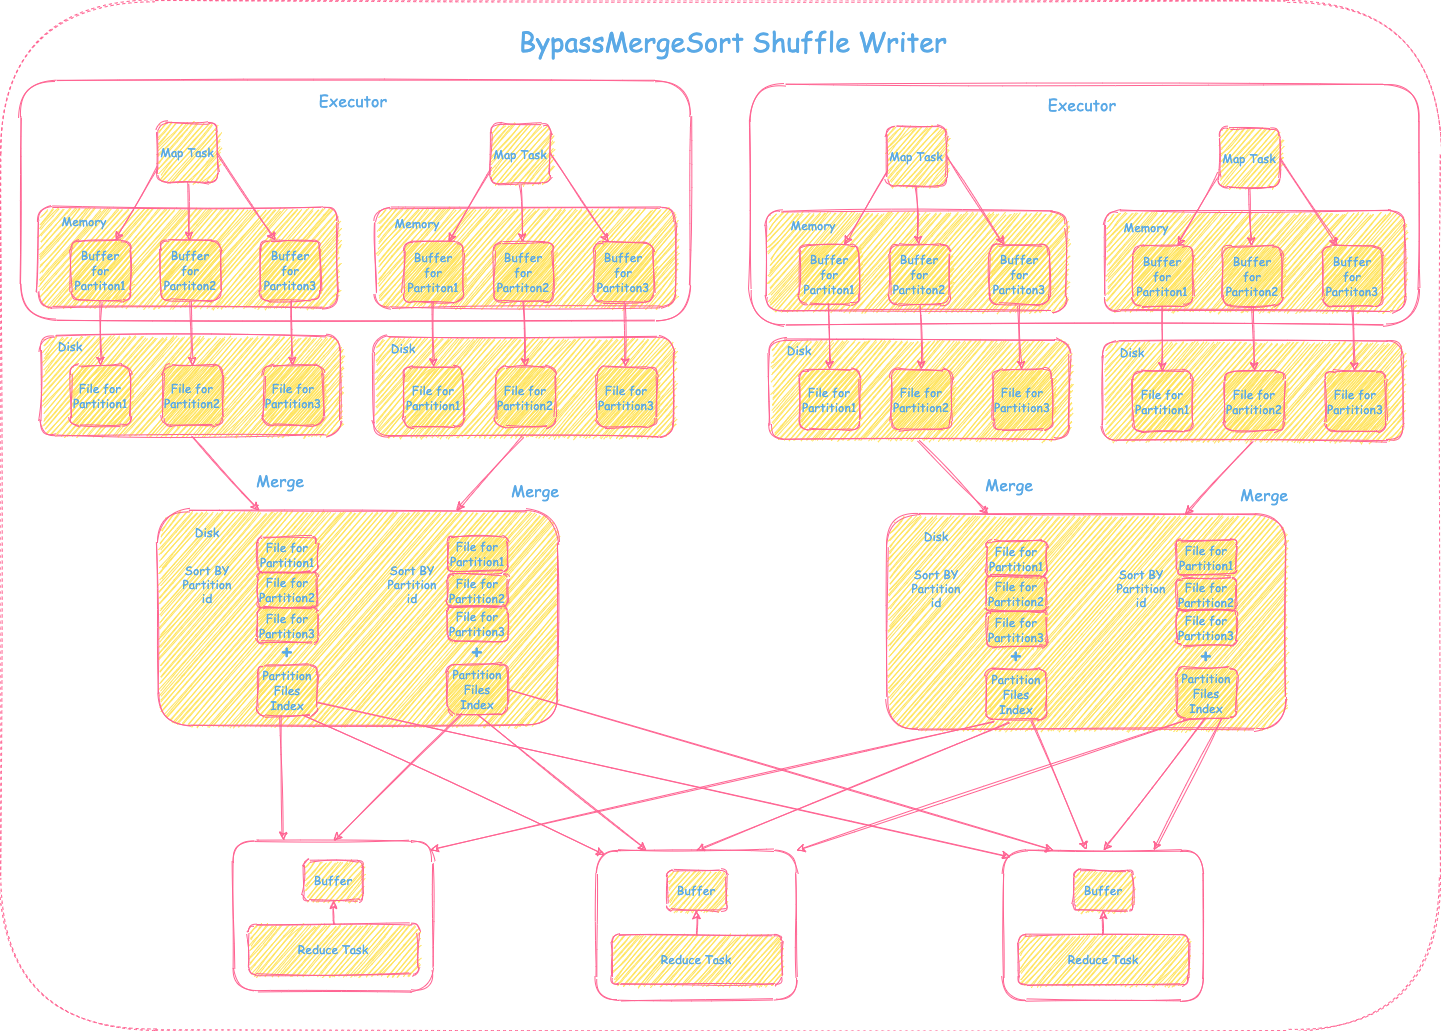 BypassMergeSort Shuffle Writer
Executor
Executor
Map Task
Map Task
Map Task
Map Task
Memory
Memory
Memory
Memory
Buffer
for
Partiton1
Buffer
for
Partiton2
Buffer
for
Partiton3
Buffer
for
Partiton1
Buffer
for
Partiton2
Buffer
for
Partiton3
Buffer
for
Partiton1
Buffer
for
Partiton2
Buffer
for
Partiton3
Buffer
for
Partiton1
Buffer
for
Partiton2
Buffer
for
Partiton3
Disk
Disk
Disk
Disk
File for
Partition1
File for
Partition2
File for
Partition3
File for
Partition1
File for
Partition2
File for
Partition3
File for
Partition1
File for
Partition2
File for
Partition3
File for
Partition1
File for
Partition2
File for
Partition3
Merge
Merge
Merge
Merge
Disk
Sort BY
Partition
id
File for
Partition1
File for
Partition2
File for
Partition3
+
Partition
Files
Index
Sort BY
Partition
id
File for
Partition1
File for
Partition2
File for
Partition3
+
Partition
Files
Index
Disk
Sort BY
Partition
id
File for
Partition1
File for
Partition2
File for
Partition3
+
Partition
Files
Index
Sort BY
Partition
id
File for
Partition1
File for
Partition2
File for
Partition3
+
Partition
Files
Index
Buffer
Reduce Task
Buffer
Reduce Task
Buffer
Reduce Task